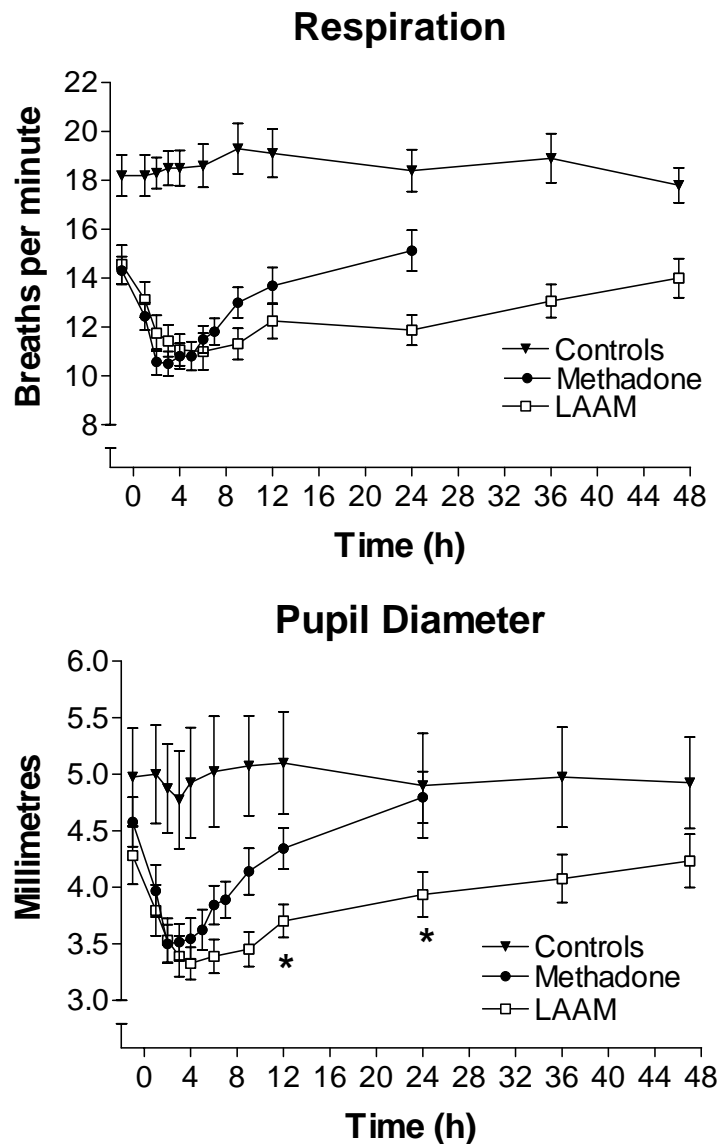 Respiration
22
20
18
16
14
12
10
8
Breaths per minute
Controls
Methadone
LAAM
0 4 8 12 16 20 24 28 32 36 40 44 48
Time (h)
Pupil Diameter
6.0
5.5
5.0
4.5
4.0
3.5
3.0
Millimetres
*
*
Controls
Methadone
LAAM
0 4 8 12 16 20 24 28 32 36 40 44 48
Time (h)